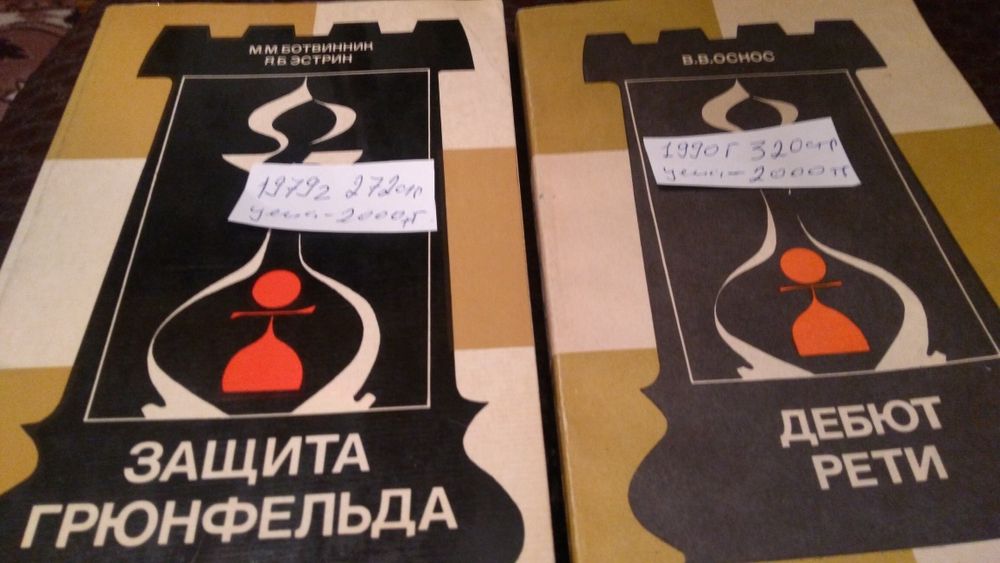 М.М. БОТВИННИК
Я.Б. ЭСТРИН
1979г 272стр
цена-2000тг
ЗАЩИТА
ГРЮНФЕЛЬДА
В.В. ОСНОС
1990г 320стр
цена=2000тг
ДЕБЮТ
РЕТИ